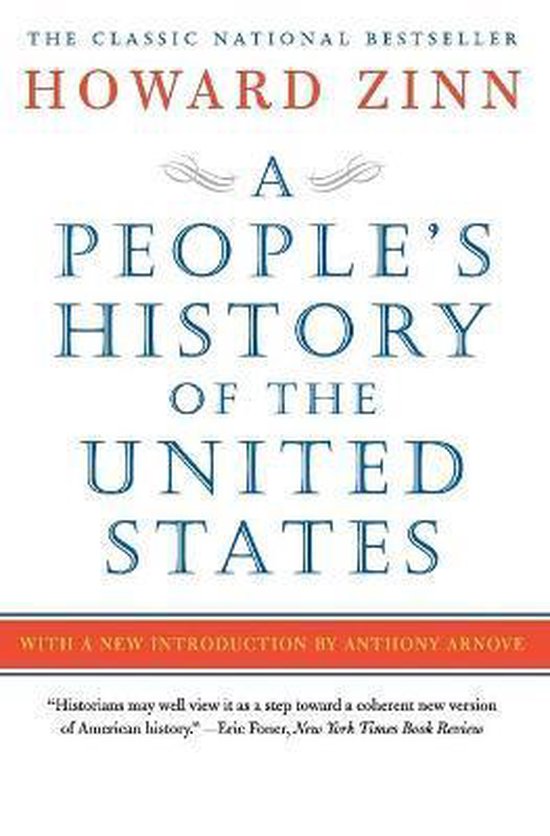 THE CLASSIC NATIONAL BESTSELLER
HOWARD ZINN
A
PEOPLE'S
HISTORY
OF THE
UNITED
STATES
WITH A NEW INTRODUCTION BY ANTHONY ARNOVE
“Historians may well view it as a step toward a coherent new version
of American history.” —Eric Foner, New York Times Book Review